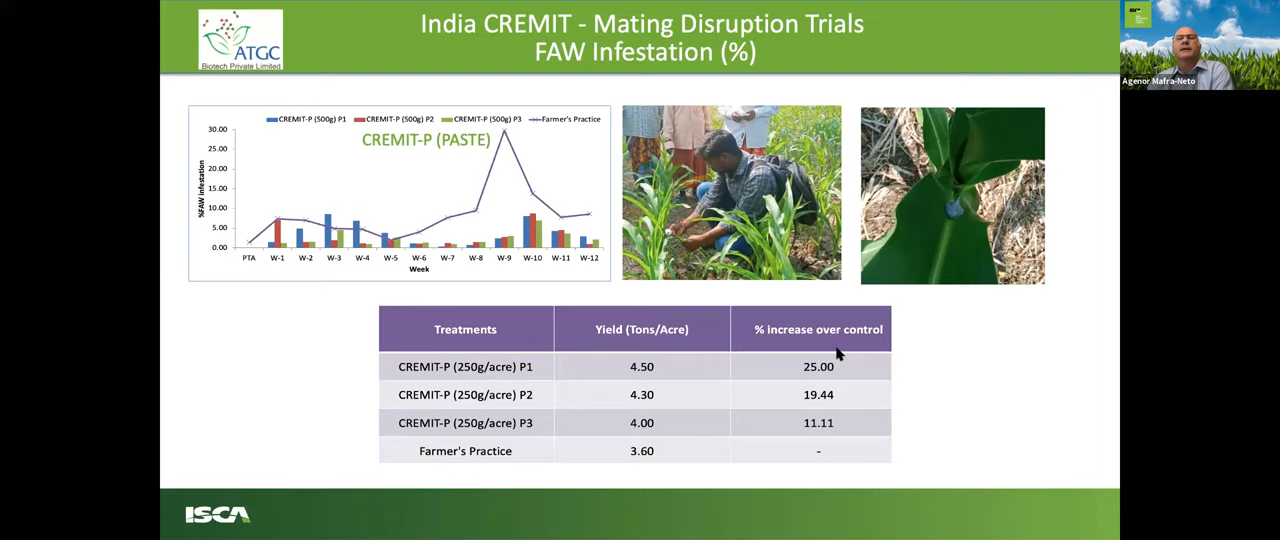 India CREMIT - Mating Disruption Trials
FAW Infestation (%)
ATGC
Biotech Private Limited
ISCA
Agenor Mafra-Neto
CREMIT-P (500g) P1 CREMIT-P (500g) P2 CREMIT-P (500g) P3 Farmer's Practice
CREMIT-P (PASTE)
%FAW infestation
30.00
25.00
20.00
15.00
10.00
5.00
0.00
PTA W-1 W-2 W-3 W-4 W-5 W-6 W-7 W-8 W-9 W-10 W-11 W-12
Week
Treatments Yield (Tons/Acre) % increase over control
CREMIT-P (250g/acre) P1 4.50 25.00
CREMIT-P (250g/acre) P2 4.30 19.44
CREMIT-P (250g/acre) P3 4.00 11.11
Farmer's Practice 3.60 -
ISCA